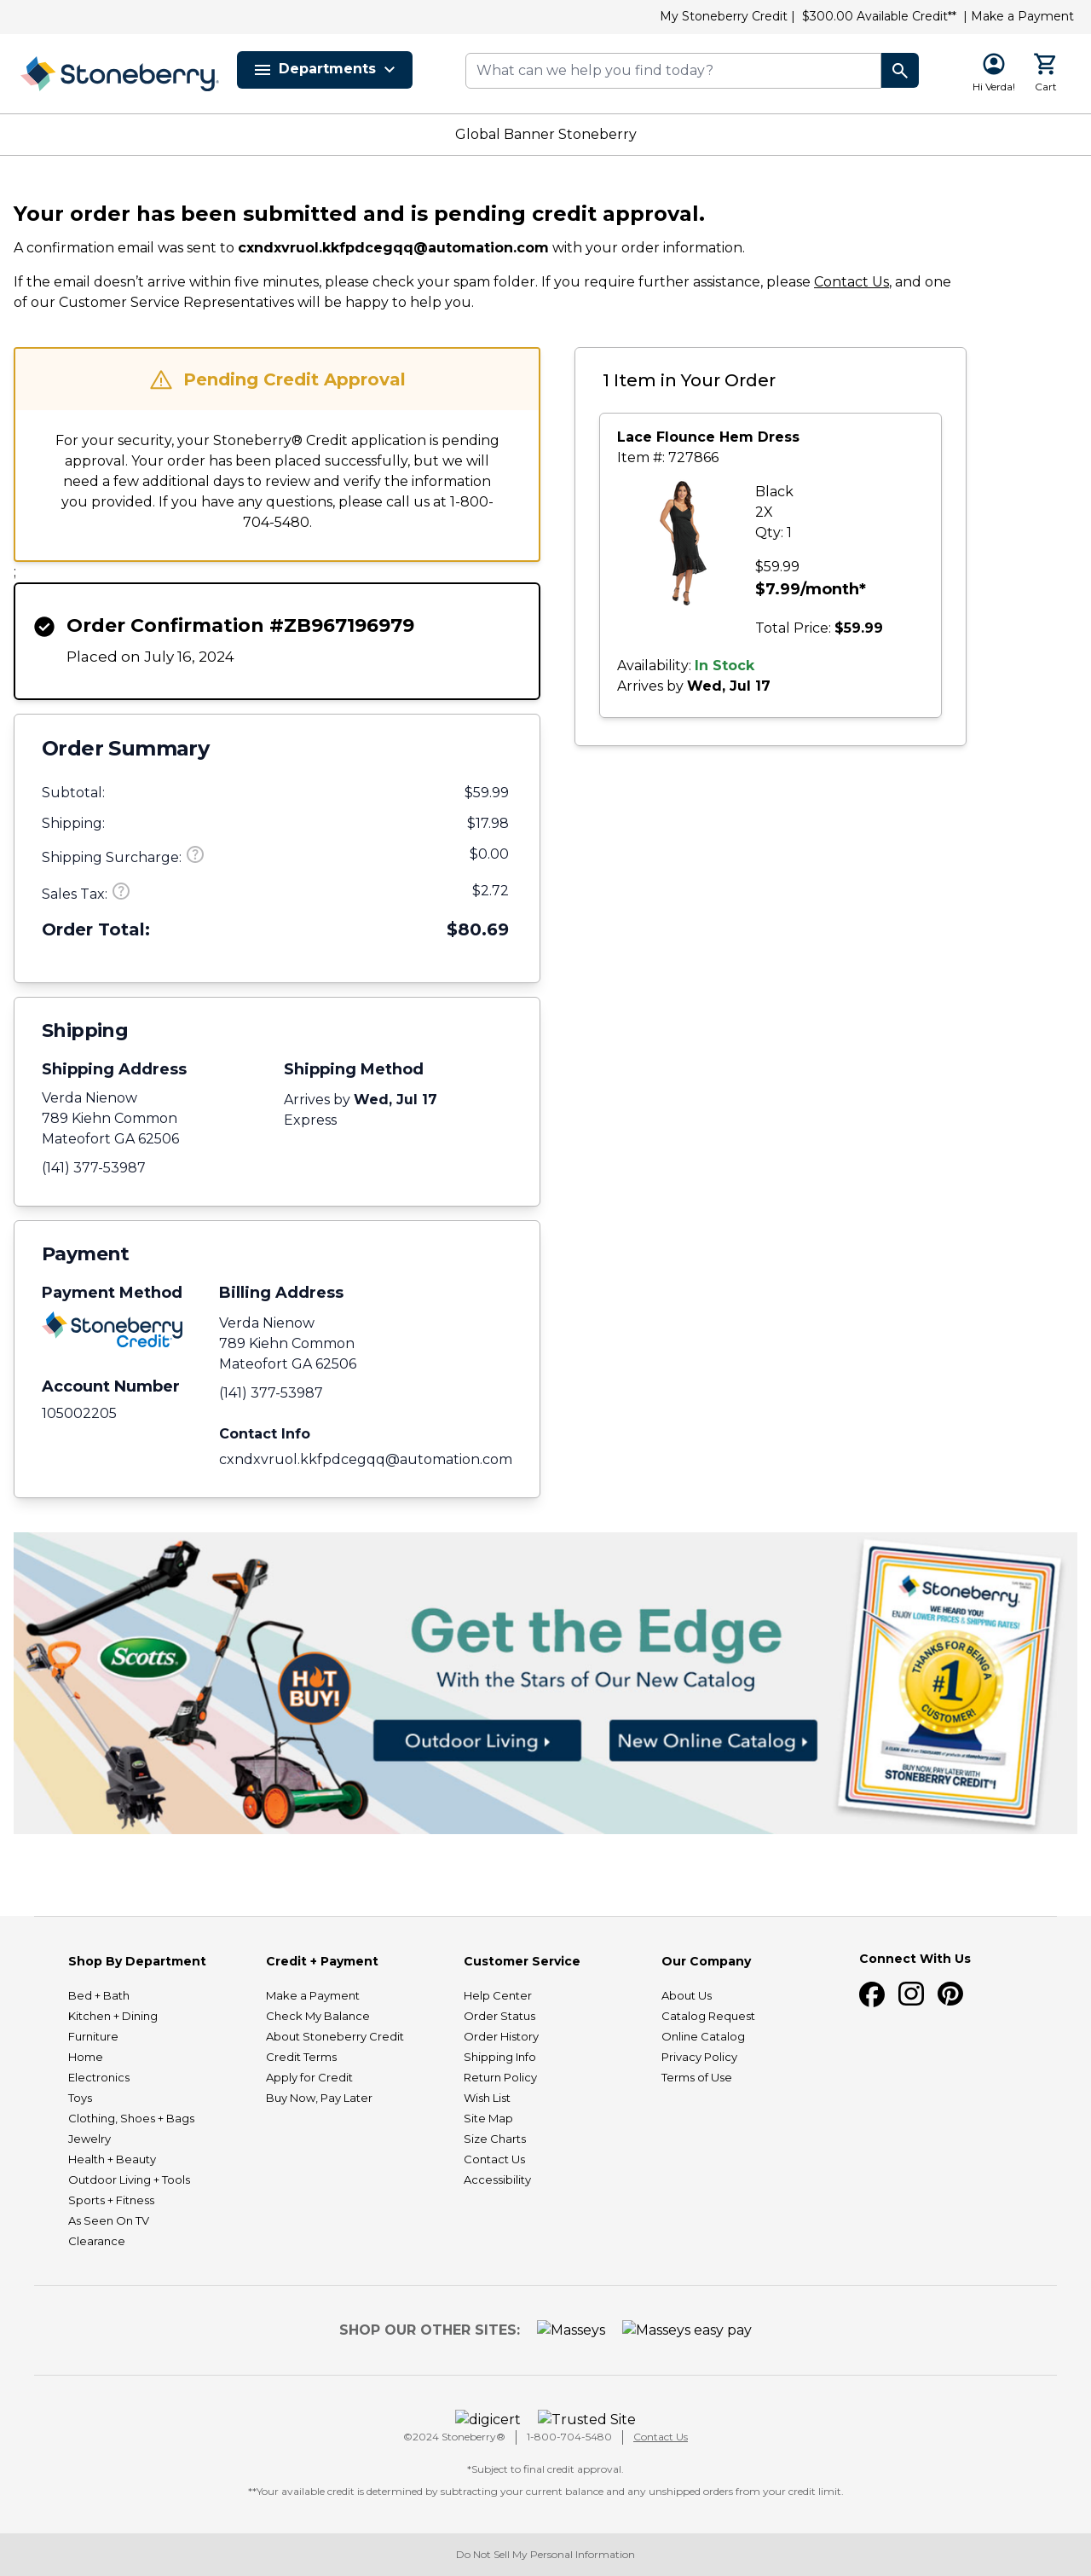 My Stoneberry Credit | $300.00 Available Credit** | Make a Payment
Stoneberry
Departments
What can we help you find today?
Hi Verda!
Cart
Global Banner Stoneberry
Your order has been submitted and is pending credit approval.
A confirmation email was sent to cxndxvruol.kkfpdcegqq@automation.com with your order information.
If the email doesn’t arrive within five minutes, please check your spam folder. If you require further assistance, please Contact Us, and one
of our Customer Service Representatives will be happy to help you.
Pending Credit Approval
For your security, your Stoneberry® Credit application is pending
approval. Your order has been placed successfully, but we will
need a few additional days to review and verify the information
you provided. If you have any questions, please call us at 1-800-
704-5480.
;
Order Confirmation #ZB967196979
Placed on July 16, 2024
Order Summary
Subtotal: $59.99
Shipping: $17.98
Shipping Surcharge: ? $0.00
Sales Tax: ? $2.72
Order Total: $80.69
Shipping
Shipping Address
Verda Nienow
789 Kiehn Common
Mateofort GA 62506
(141) 377-53987
Shipping Method
Arrives by Wed, Jul 17
Express
Payment
Payment Method
Stoneberry
Credit
Account Number
105002205
Billing Address
Verda Nienow
789 Kiehn Common
Mateofort GA 62506
(141) 377-53987
Contact Info
cxndxvruol.kkfpdcegqq@automation.com
1 Item in Your Order
Lace Flounce Hem Dress
Item #: 727866
Black
2X
Qty: 1
$59.99
$7.99/month*
Total Price: $59.99
Availability: In Stock
Arrives by Wed, Jul 17
Scotts
HOT
BUY!
Get the Edge
With the Stars of Our New Catalog
Outdoor Living
New Online Catalog
Stoneberry
WE HEARD YOU!
ENJOY LOWER PRICES & SHIPPING RATES!
THANKS FOR BEING A
#1
CUSTOMER!
BUY NOW, PAY LATER WITH
STONEBERRY CREDIT®!
Shop By Department
Bed + Bath
Kitchen + Dining
Furniture
Home
Electronics
Toys
Clothing, Shoes + Bags
Jewelry
Health + Beauty
Outdoor Living + Tools
Sports + Fitness
As Seen On TV
Clearance
Credit + Payment
Make a Payment
Check My Balance
About Stoneberry Credit
Credit Terms
Apply for Credit
Buy Now, Pay Later
Customer Service
Help Center
Order Status
Order History
Shipping Info
Return Policy
Wish List
Site Map
Size Charts
Contact Us
Accessibility
Our Company
About Us
Catalog Request
Online Catalog
Privacy Policy
Terms of Use
Connect With Us
SHOP OUR OTHER SITES: Masseys Masseys easy pay
digicert Trusted Site
©2024 Stoneberry® | 1-800-704-5480 | Contact Us
*Subject to final credit approval.
**Your available credit is determined by subtracting your current balance and any unshipped orders from your credit limit.
Do Not Sell My Personal Information